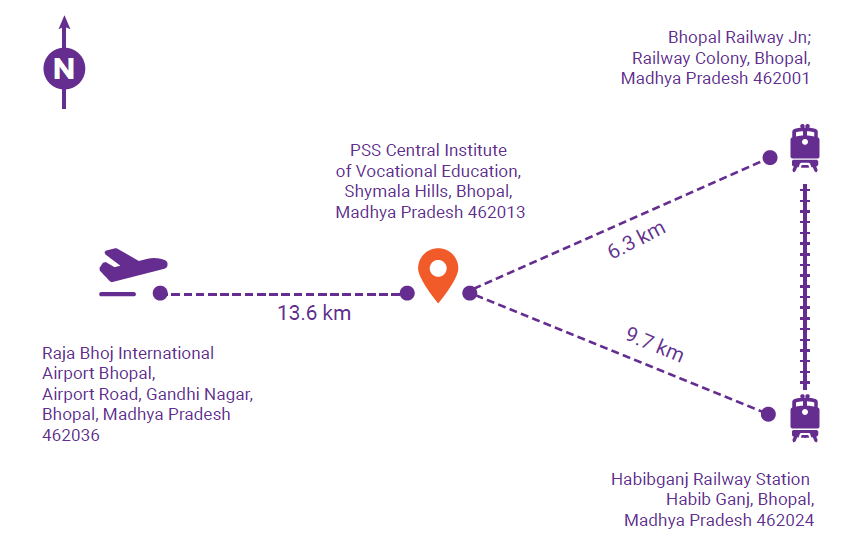 N
Bhopal Railway Jn;
Railway Colony, Bhopal,
Madhya Pradesh 462001
PSS Central Institute
of Vocational Education,
Shymala Hills, Bhopal,
Madhya Pradesh 462013
6.3 km
13.6 km
9.7 km
Raja Bhoj International
Airport Bhopal,
Airport Road, Gandhi Nagar,
Bhopal, Madhya Pradesh
462036
Habibganj Railway Station
Habib Ganj, Bhopal,
Madhya Pradesh 462024